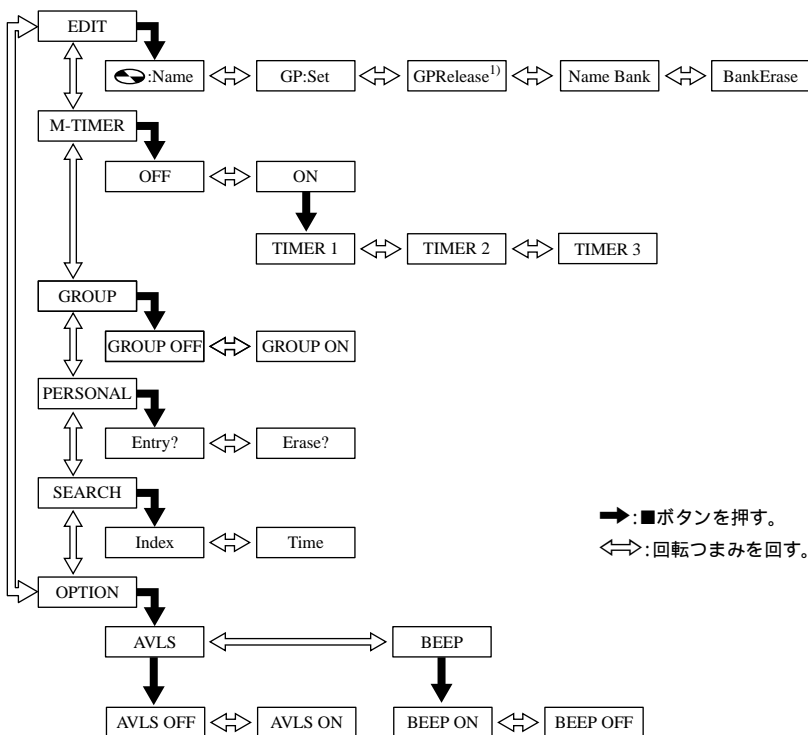 EDIT
:Name
GP:Set
GPRelease1)
Name Bank
BankErase
M-TIMER
OFF
ON
TIMER 1
TIMER 2
TIMER 3
GROUP
GROUP OFF
GROUP ON
PERSONAL
Entry?
Erase?
SEARCH
Index
Time
:■ボタンを押す。
:回転つまみを回す。
OPTION
AVLS
BEEP
AVLS OFF
AVLS ON
BEEP ON
BEEP OFF